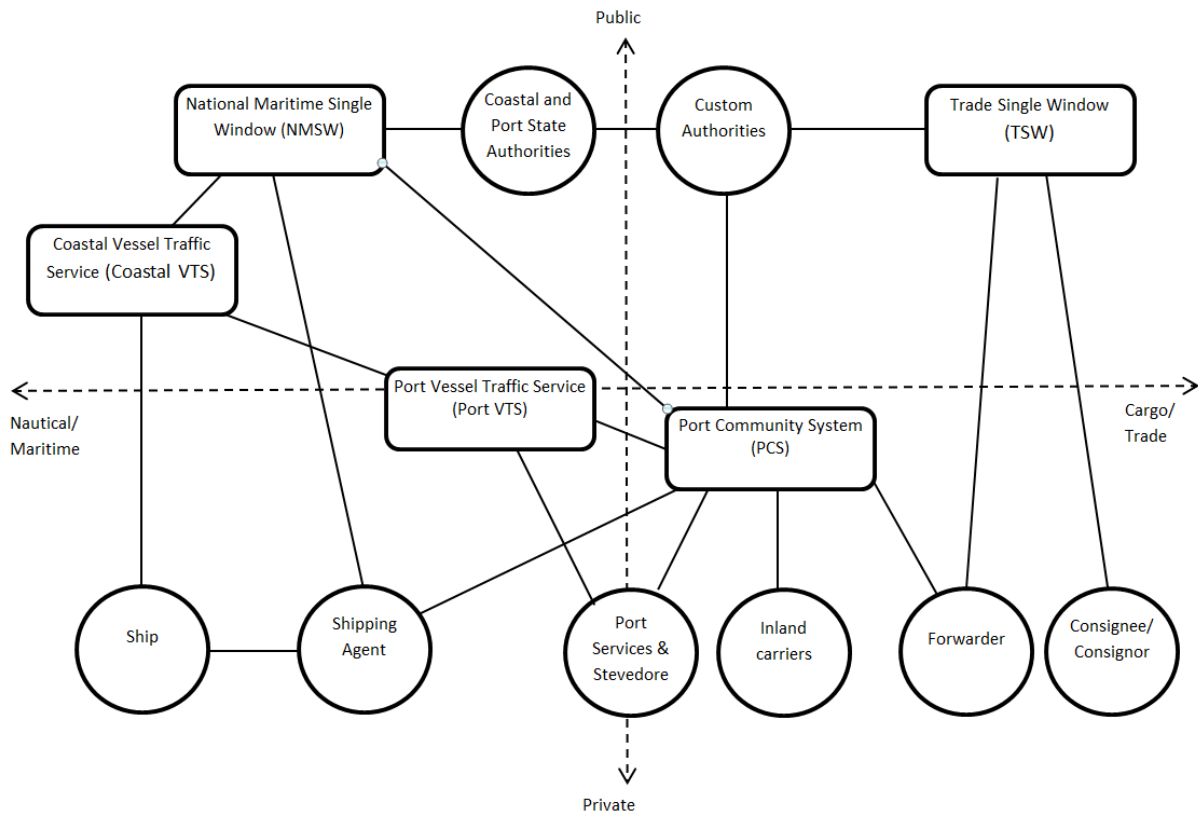 Public
National Maritime Single
Window (NMSW)
Coastal and
Port State
Authorities
Custom
Authorities
Trade Single Window
(TSW)
Coastal Vessel Traffic
Service (Coastal VTS)
Port Vessel Traffic Service
(Port VTS)
Nautical/
Maritime
Port Community System
(PCS)
Cargo/
Trade
Ship
Shipping
Agent
Port
Services &
Stevedore
Inland
carriers
Forwarder
Consignee/
Consignor
Private